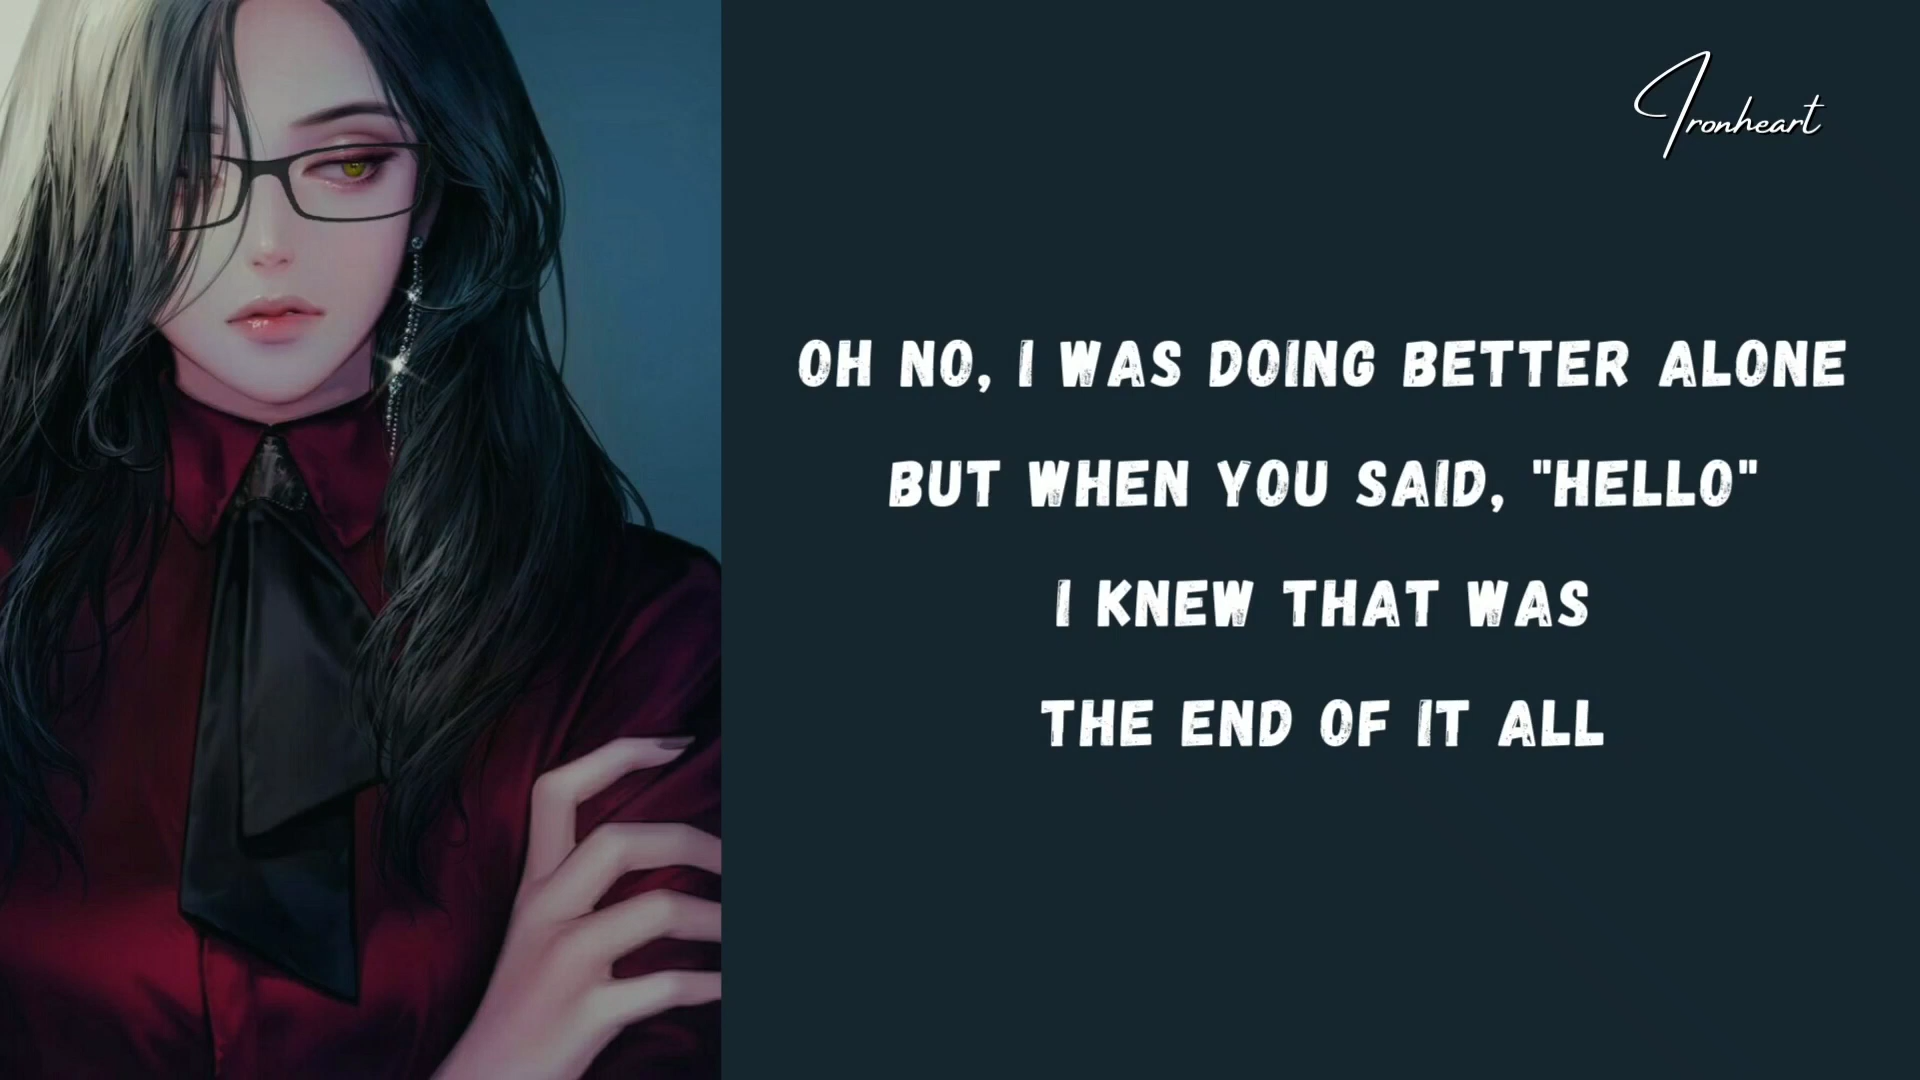 Ironheart
OH NO, I WAS DOING BETTER ALONE
BUT WHEN YOU SAID, "HELLO"
I KNEW THAT WAS
THE END OF IT ALL